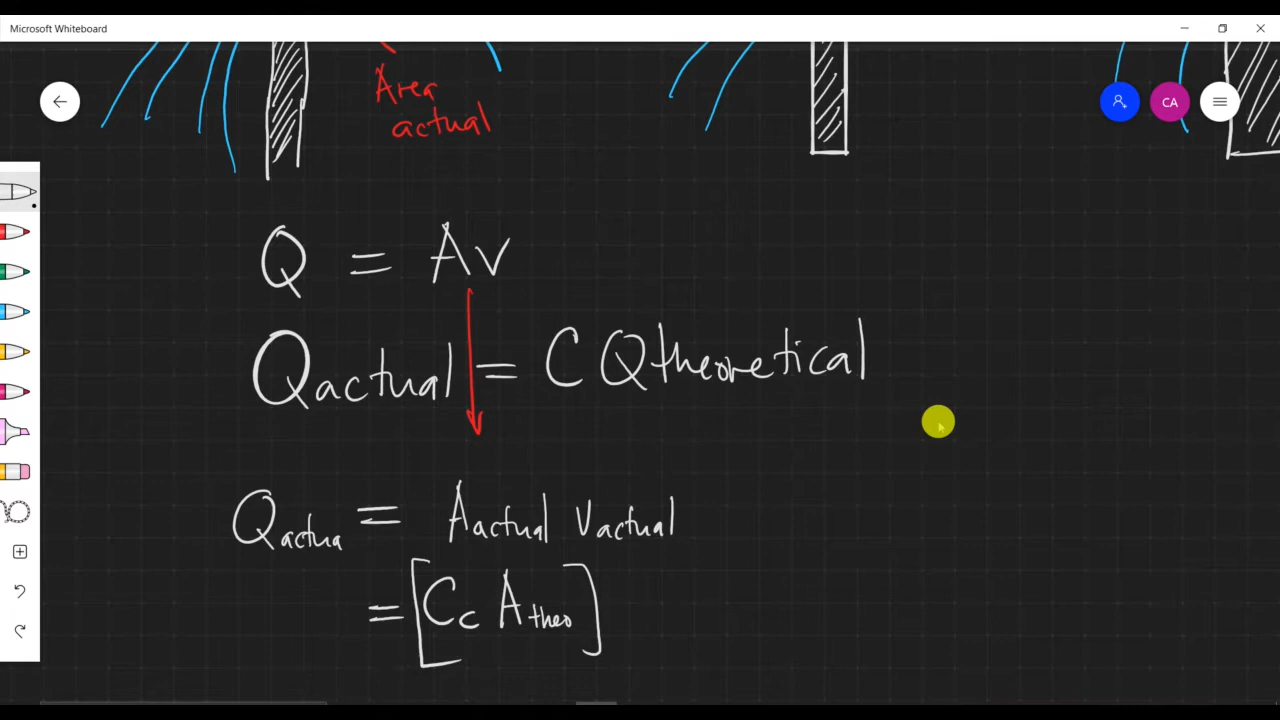 Microsoft Whiteboard
Area
actual
CA
Q = Av
Qactual = C Qtheoretical
Qactua = Aactual vactual
= [Cc Atheo]